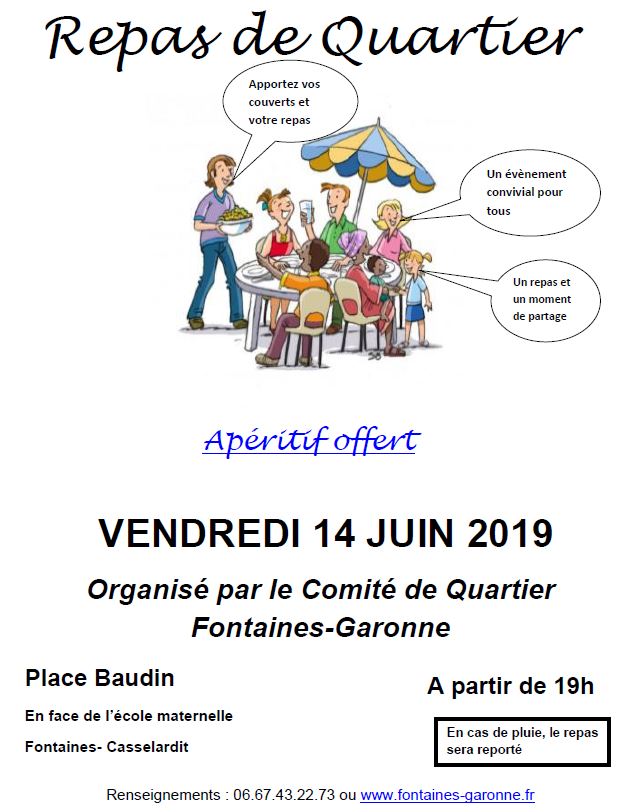 Repas de Quartier
Apportez vos
couverts et
votre repas
Un évènement
convivial pour
tous
Un repas et
un moment
de partage
Apéritif offert
VENDREDI 14 JUIN 2019
Organisé par le Comité de Quartier
Fontaines-Garonne
Place Baudin
A partir de 19h
En face de l’école maternelle
Fontaines- Casselardit
En cas de pluie, le repas
sera reporté
Renseignements : 06.67.43.22.73 ou www.fontaines-garonne.fr